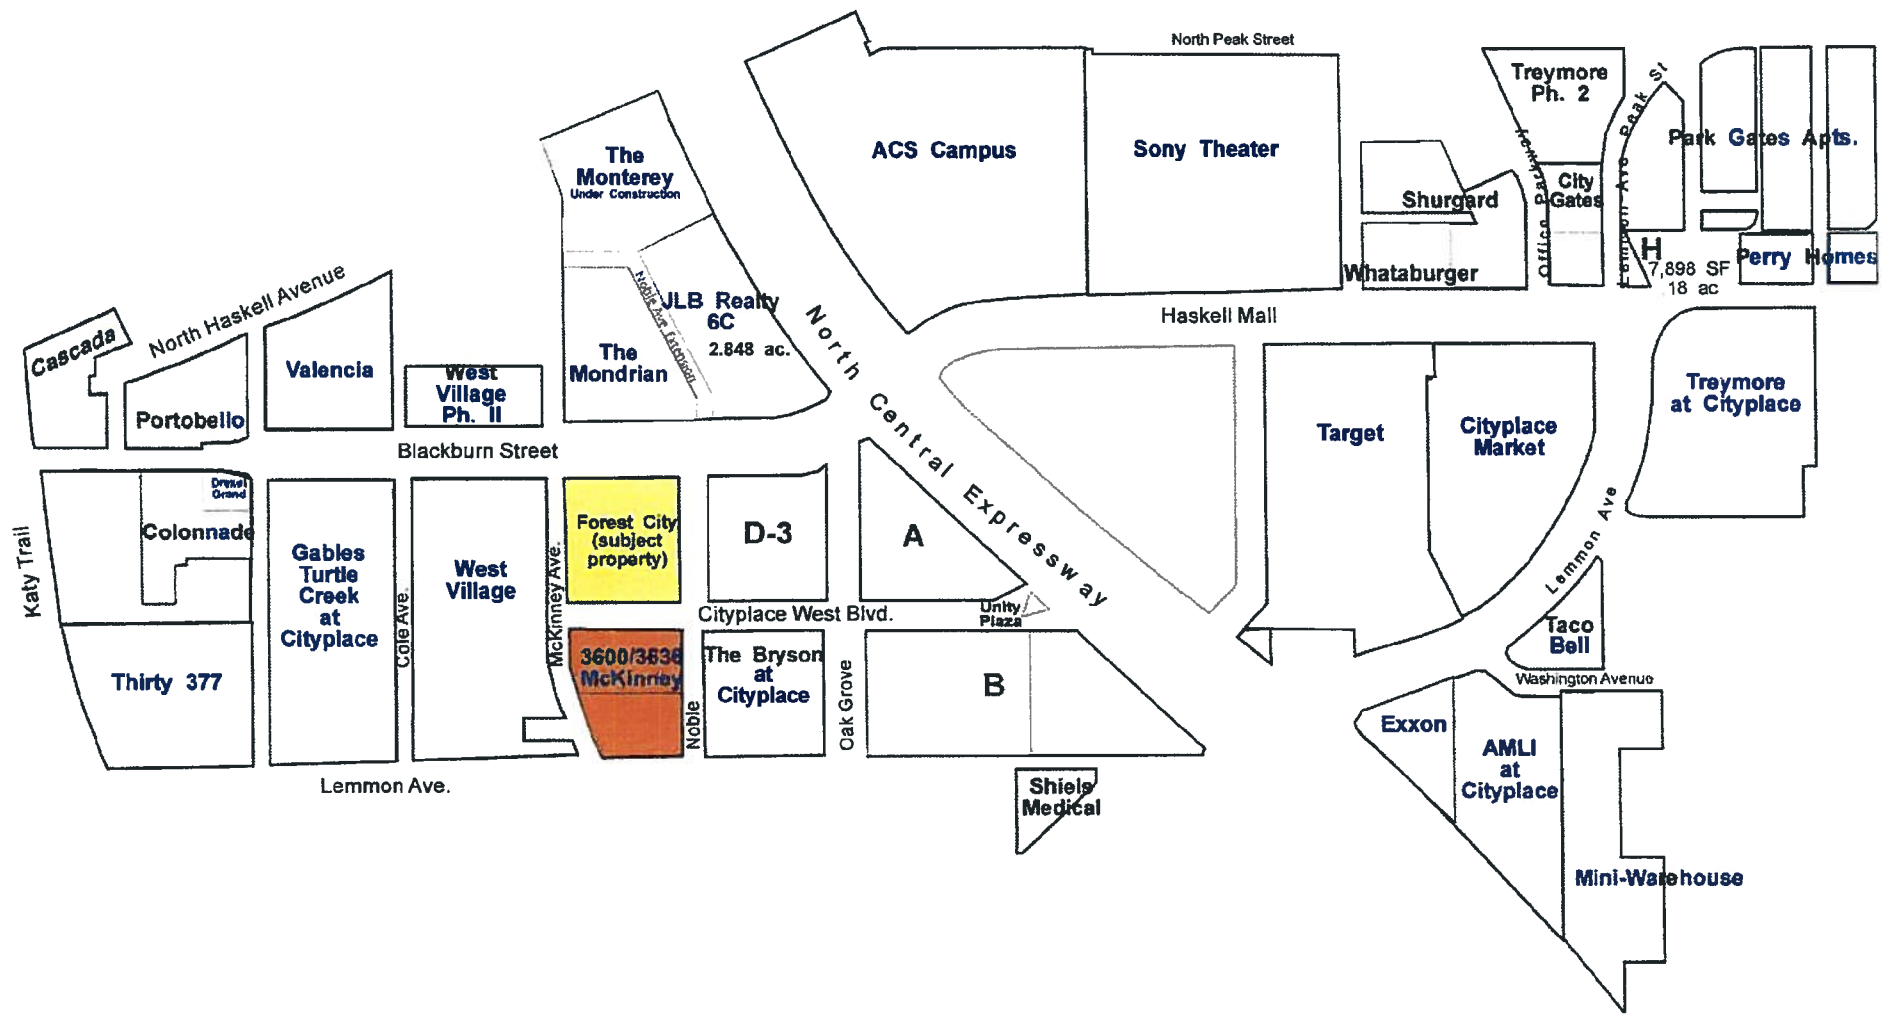 North Peak Street
Treymore
Ph. 2
Lemmon Ave
Peak St
Park Gates Apts.
ACS Campus
Sony Theater
The
Monterey
Under Construction
City
Gates
Shurgard
Office Parkway
H
7,898 SF
18 ac
Perry Homes
Whataburger
North Haskell Avenue
Noble Ave Extension
JLB Realty
6C
2.848 ac.
Haskell Mall
North Central Expressway
Cascada
Valencia
The
Mondrian
West
Village
Ph. II
Portobello
Treymore
at Cityplace
Target
Cityplace
Market
Blackburn Street
Drexel
Grand
Colonnade
Katy Trail
Gables
Turtle
Creek
at
Cityplace
Cole Ave.
West
Village
McKinney Ave.
Forest City
(subject
property)
D-3
A
Lemmon Ave
Cityplace West Blvd.
Unity
Plaza
Taco
Bell
Washington Avenue
Thirty 377
3600/3636
McKinney
Noble
The Bryson
at
Cityplace
Oak Grove
B
Exxon
AMLI
at
Cityplace
Lemmon Ave.
Shiels
Medical
Mini-Warehouse